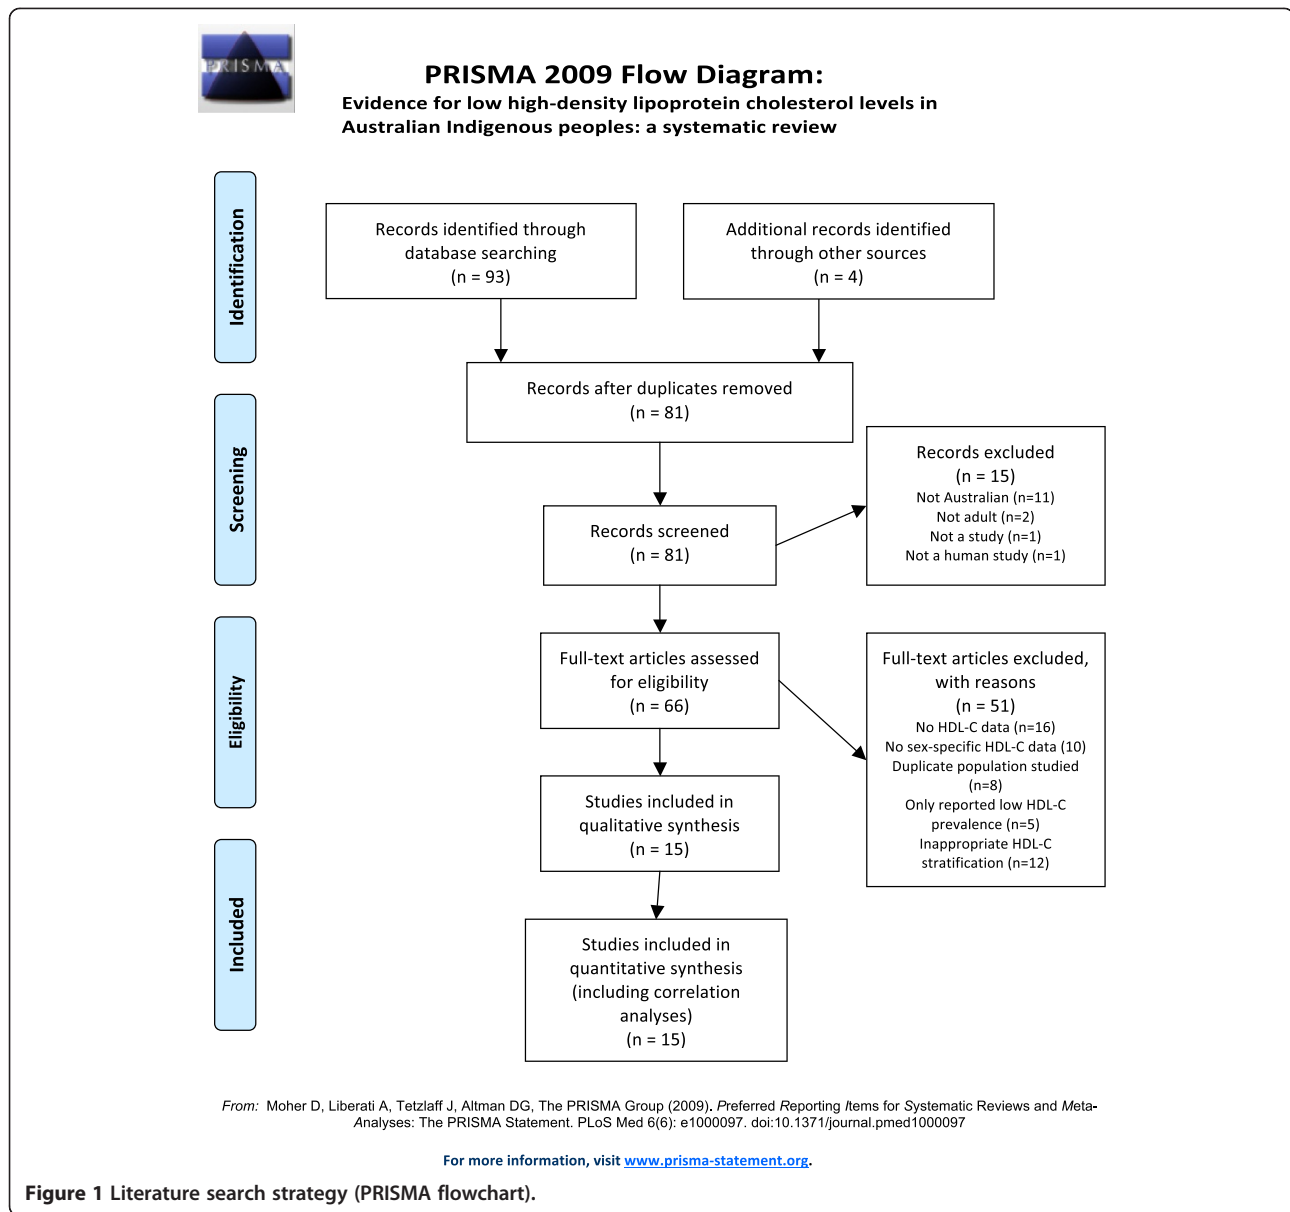 PRISMA
PRISMA 2009 Flow Diagram:
Evidence for low high-density lipoprotein cholesterol levels in
Australian Indigenous peoples: a systematic review
Identification
Records identified through
database searching
(n = 93)
Additional records identified
through other sources
(n = 4)
Records after duplicates removed
(n = 81)
Screening
Records screened
(n = 81)
Records excluded
(n = 15)
Not Australian (n=11)
Not adult (n=2)
Not a study (n=1)
Not a human study (n=1)
Eligibility
Full-text articles assessed
for eligibility
(n = 66)
Full-text articles excluded,
with reasons
(n = 51)
No HDL-C data (n=16)
No sex-specific HDL-C data (10)
Duplicate population studied
(n=8)
Only reported low HDL-C
prevalence (n=5)
Inappropriate HDL-C
stratification (n=12)
Studies included in
qualitative synthesis
(n = 15)
Included
Studies included in
quantitative synthesis
(including correlation
analyses)
(n = 15)
From: Moher D, Liberati A, Tetzlaff J, Altman DG, The PRISMA Group (2009). Preferred Reporting Items for Systematic Reviews and Meta-
Analyses: The PRISMA Statement. PLoS Med 6(6): e1000097. doi:10.1371/journal.pmed1000097
For more information, visit www.prisma-statement.org.
Figure 1 Literature search strategy (PRISMA flowchart).